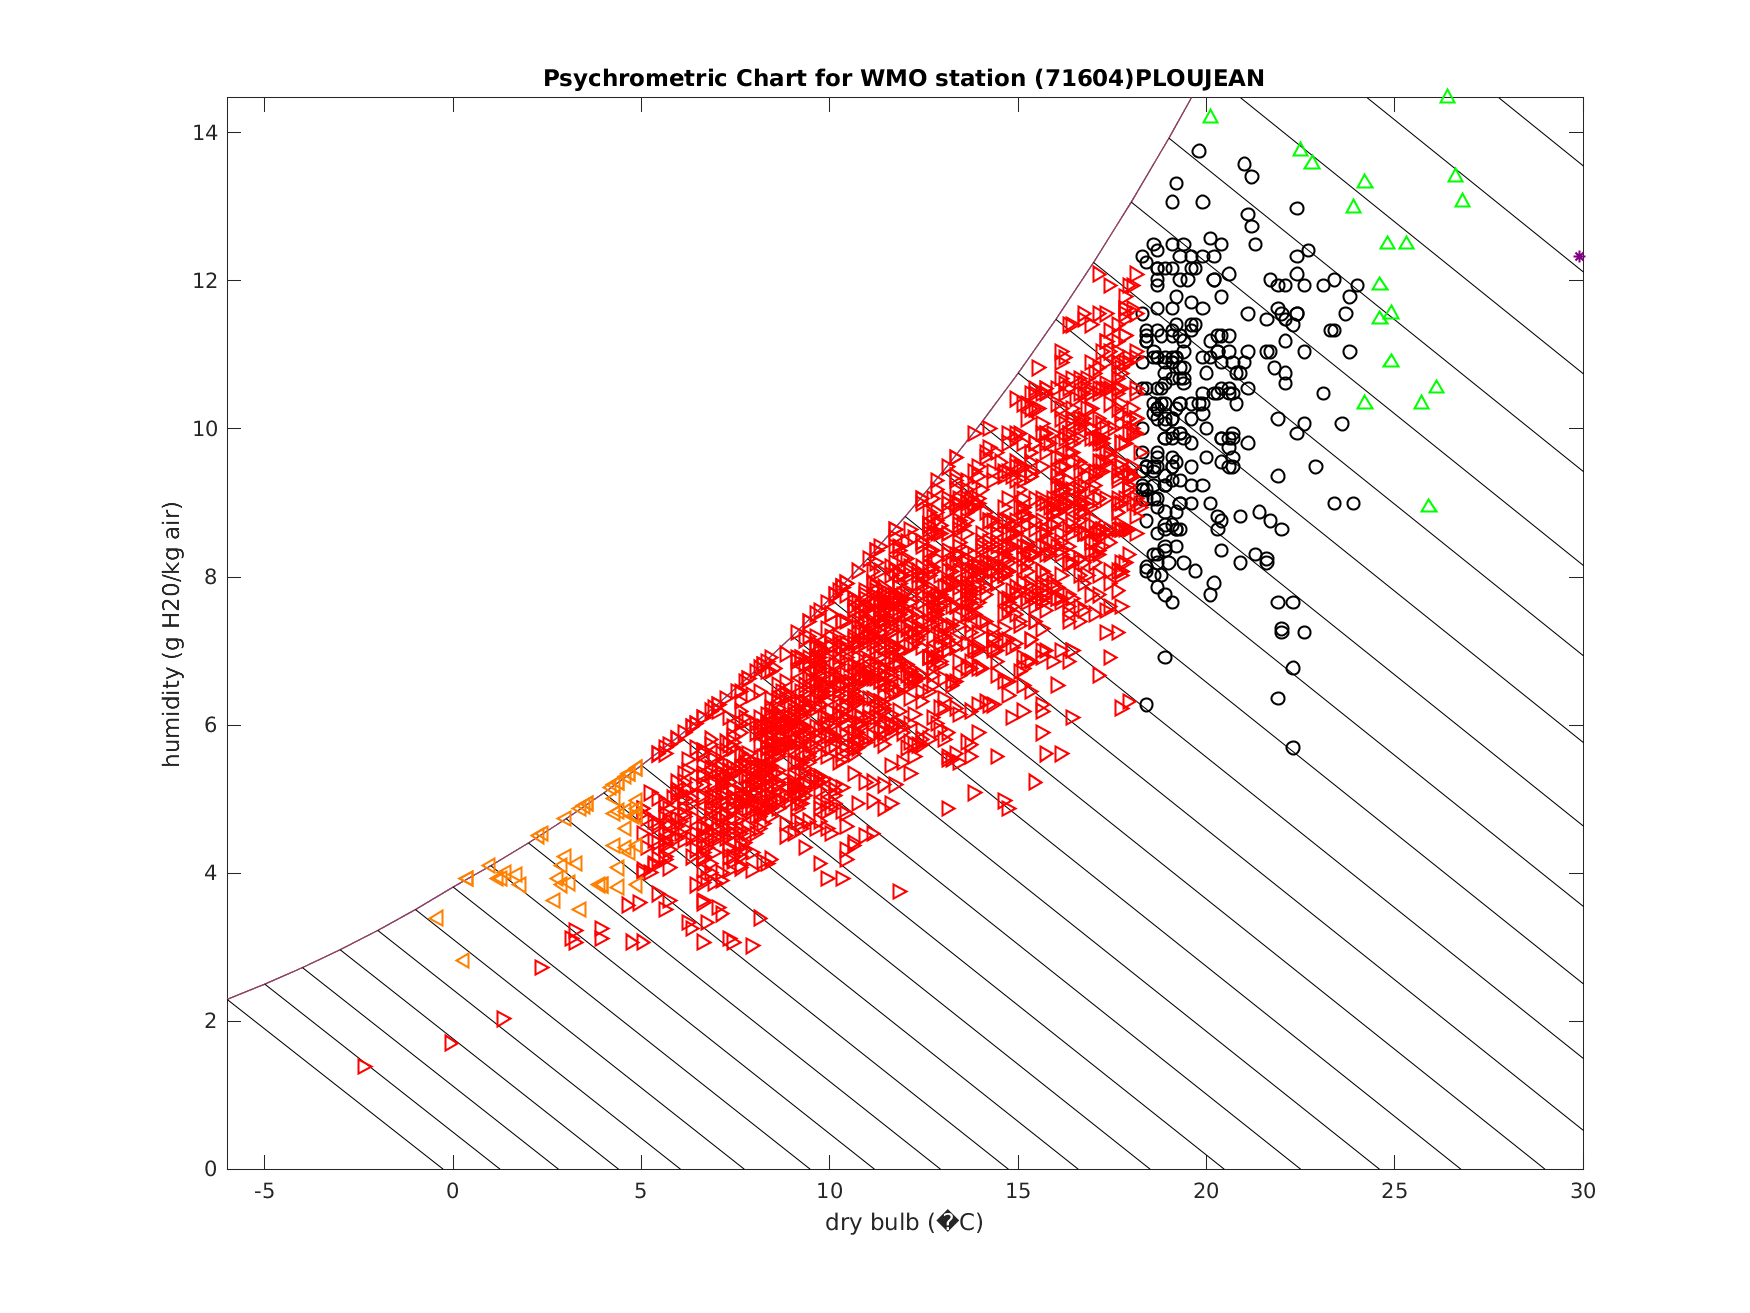 Psychrometric Chart for WMO station (71604)PLOUJEAN
humidity (g H20/kg air)
14
12
10
8
6
4
2
0
-5 0 5 10 15 20 25 30
dry bulb (�C)